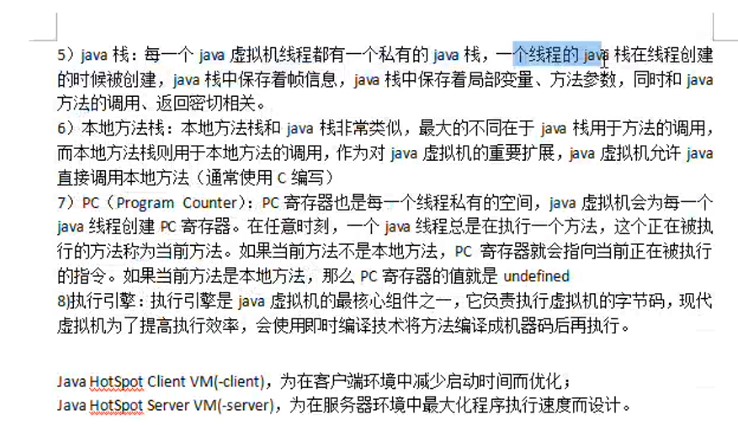 5）java 栈：每一个 java 虚拟机线程都有一个私有的 java 栈，一个线程的 java 栈在线程创建
的时候被创建，java 栈中保存着帧信息，java 栈中保存着局部变量、方法参数，同时和 java
方法的调用、返回密切相关。
6）本地方法栈：本地方法栈和 java 栈非常类似，最大的不同在于 java 栈用于方法的调用，
而本地方法栈则用于本地方法的调用，作为对 java 虚拟机的重要扩展，java 虚拟机允许 java
直接调用本地方法（通常使用 C 编写）
7）PC（Program Counter）：PC 寄存器也是每一个线程私有的空间，java 虚拟机会为每一个
java 线程创建 PC 寄存器。在任意时刻，一个 java 线程总是在执行一个方法，这个正在被执
行的方法称为当前方法。如果当前方法不是本地方法，PC 寄存器就会指向当前正在被执行
的指令。如果当前方法是本地方法，那么 PC 寄存器的值就是 undefined
8)执行引擎：执行引擎是 java 虚拟机的最核心组件之一，它负责执行虚拟机的字节码，现代
虚拟机为了提高执行效率，会使用即时编译技术将方法编译成机器码后再执行。
Java HotSpot Client VM(-client)，为在客户端环境中减少启动时间而优化；
Java HotSpot Server VM(-server)，为在服务器环境中最大化程序执行速度而设计。